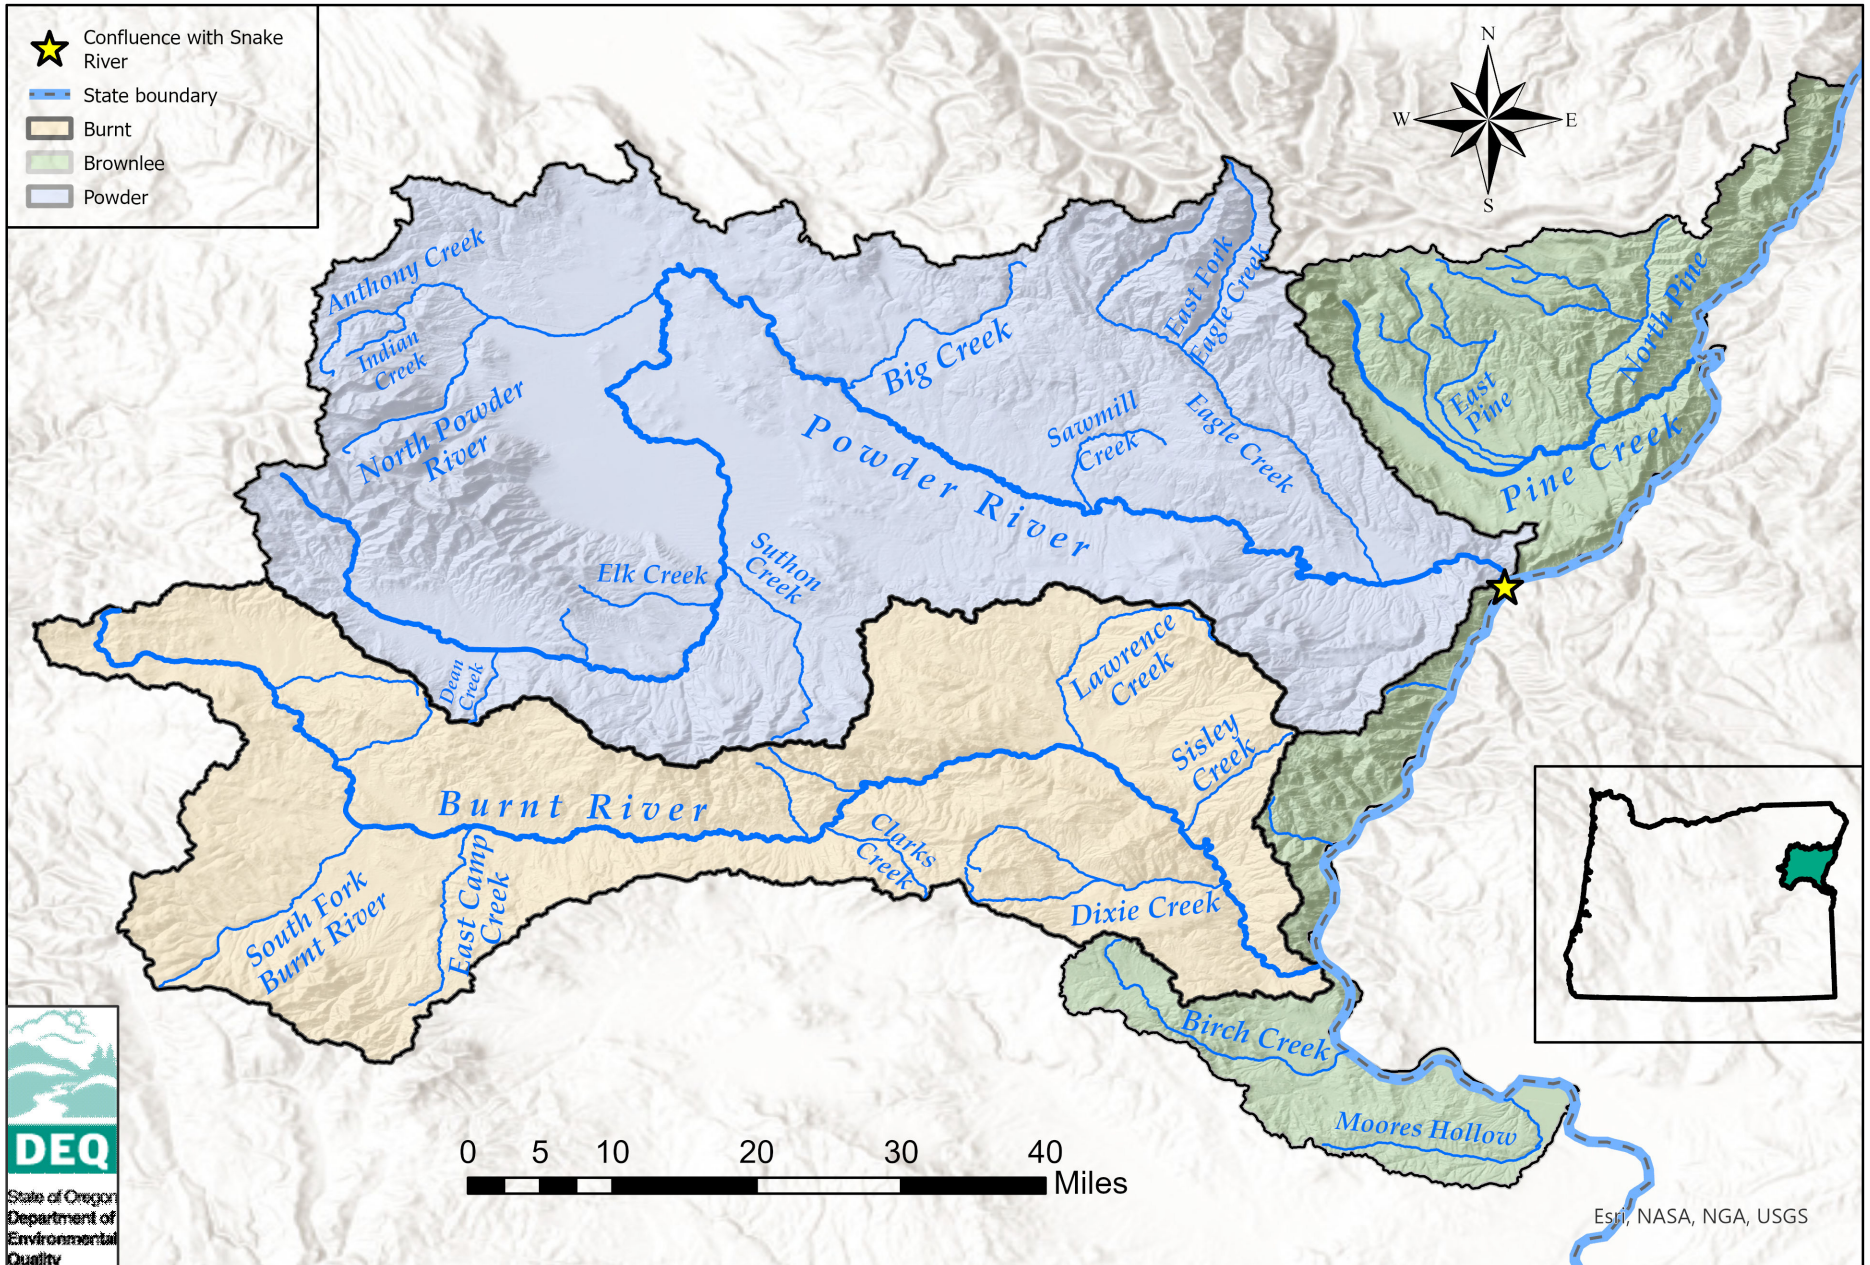 Confluence with Snake
River
State boundary
Burnt
Brownlee
Powder
N
W
E
S
Anthony Creek
Indian
Creek
North Powder
River
Big Creek
East Fork
Eagle Creek
Sawmill
Creek
Eagle Creek
Powder River
North Pine
East
Pine
Pine Creek
Elk Creek
Suthon
Creek
Dean
Creek
Lawrence
Creek
Sisley
Creek
Burnt River
Clarks
Creek
South Fork
Burnt River
East Camp
Creek
Dixie Creek
Birch Creek
Moores Hollow
0 5 10 20 30 40
Miles
DEQ
State of Oregon
Department of
Environmental
Quality
Esri, NASA, NGA, USGS